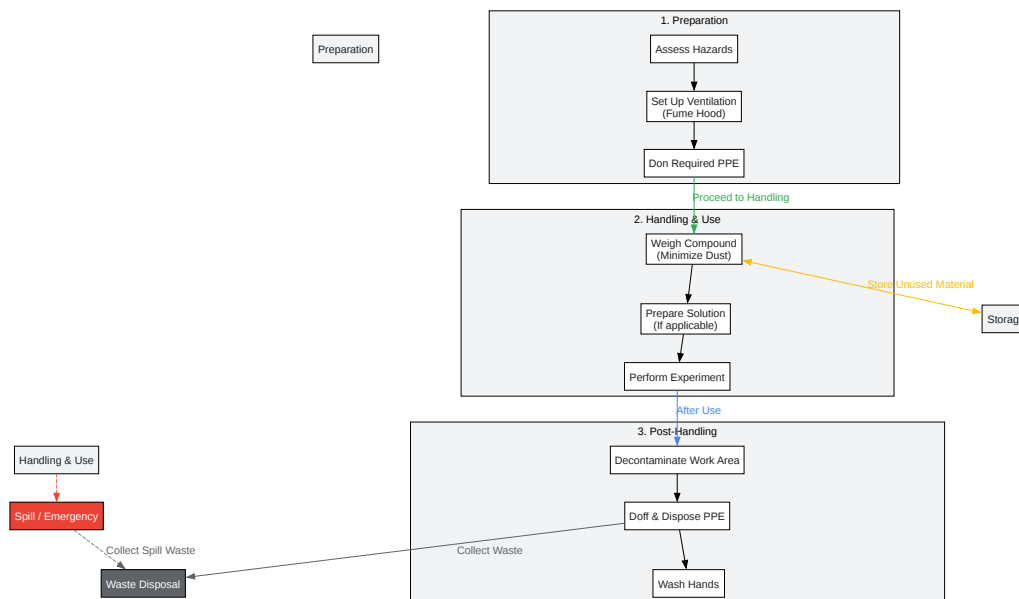 1. Preparation
Preparation
Assess Hazards
Set Up Ventilation
(Fume Hood)
Don Required PPE
Proceed to Handling
2. Handling & Use
Weigh Compound
(Minimize Dust)
Store Unused Material
Storag
Prepare Solution
(If applicable)
Perform Experiment
After Use
3. Post-Handling
Handling & Use
Decontaminate Work Area
Spill / Emergency
Doff & Dispose PPE
Collect Spill Waste
Collect Waste
Waste Disposal
Wash Hands